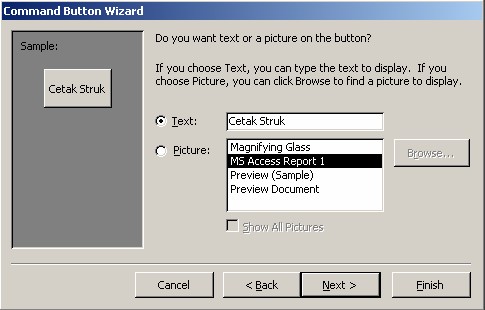 Command Button Wizard
Sample:
Cetak Struk
Do you want text or a picture on the button?
If you choose Text, you can type the text to display. If you
choose Picture, you can click Browse to find a picture to display.
Text:
Cetak Struk
Picture:
Magnifying Glass
MS Access Report 1
Preview (Sample)
Preview Document
Browse...
Show All Pictures
Cancel
< Back
Next >
Finish